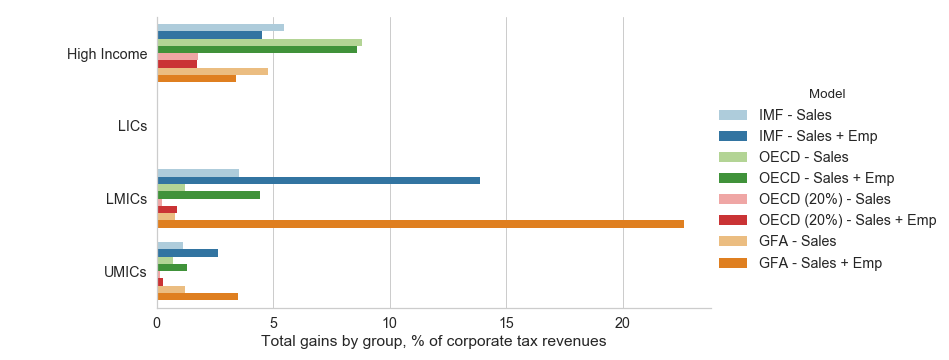 High Income
LICs
LMICs
UMICs
0 5 10 15 20
Total gains by group, % of corporate tax revenues
Model
IMF - Sales
IMF - Sales + Emp
OECD - Sales
OECD - Sales + Emp
OECD (20%) - Sales
OECD (20%) - Sales + Emp
GFA - Sales
GFA - Sales + Emp